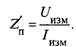 Z′п = Uизм / Iизм.